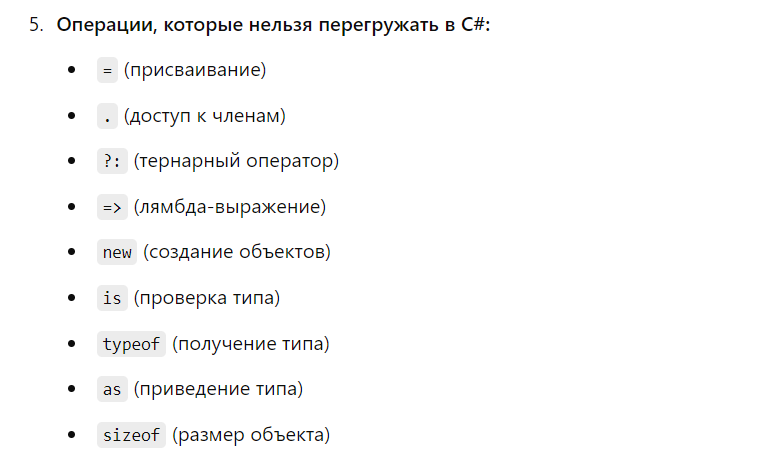 5. Операции, которые нельзя перегружать в C#:
• = (присваивание)
• . (доступ к членам)
• ?: (тернарный оператор)
• => (лямбда-выражение)
• new (создание объектов)
• is (проверка типа)
• typeof (получение типа)
• as (приведение типа)
• sizeof (размер объекта)